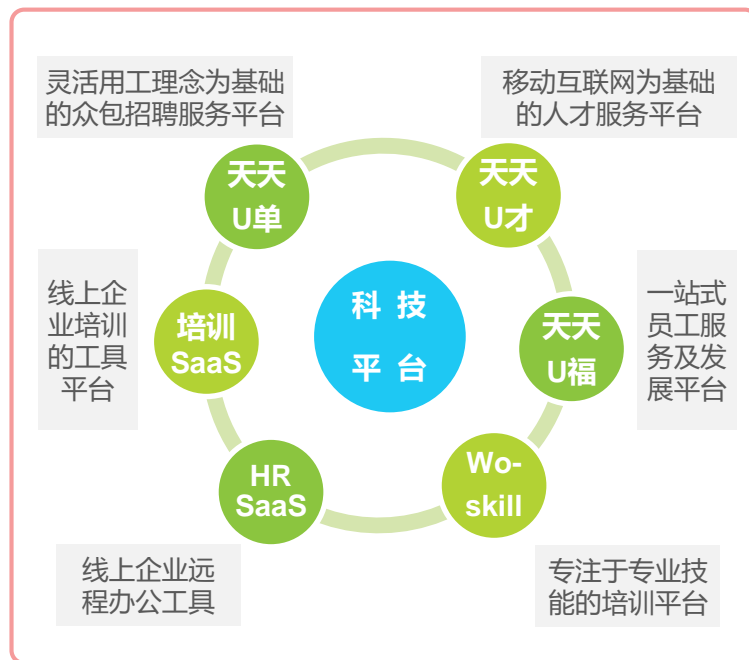 灵活用工理念为基础
的众包招聘服务平台
移动互联网为基础
的人才服务平台
天天
U单
天天
U才
线上企
业培训
的工具
平台
培训
SaaS
科 技
平 台
天天
U福
一站式
员工服
务及发
展平台
HR
SaaS
Wo-
skill
线上企业远
程办公工具
专注于专业技
能的培训平台